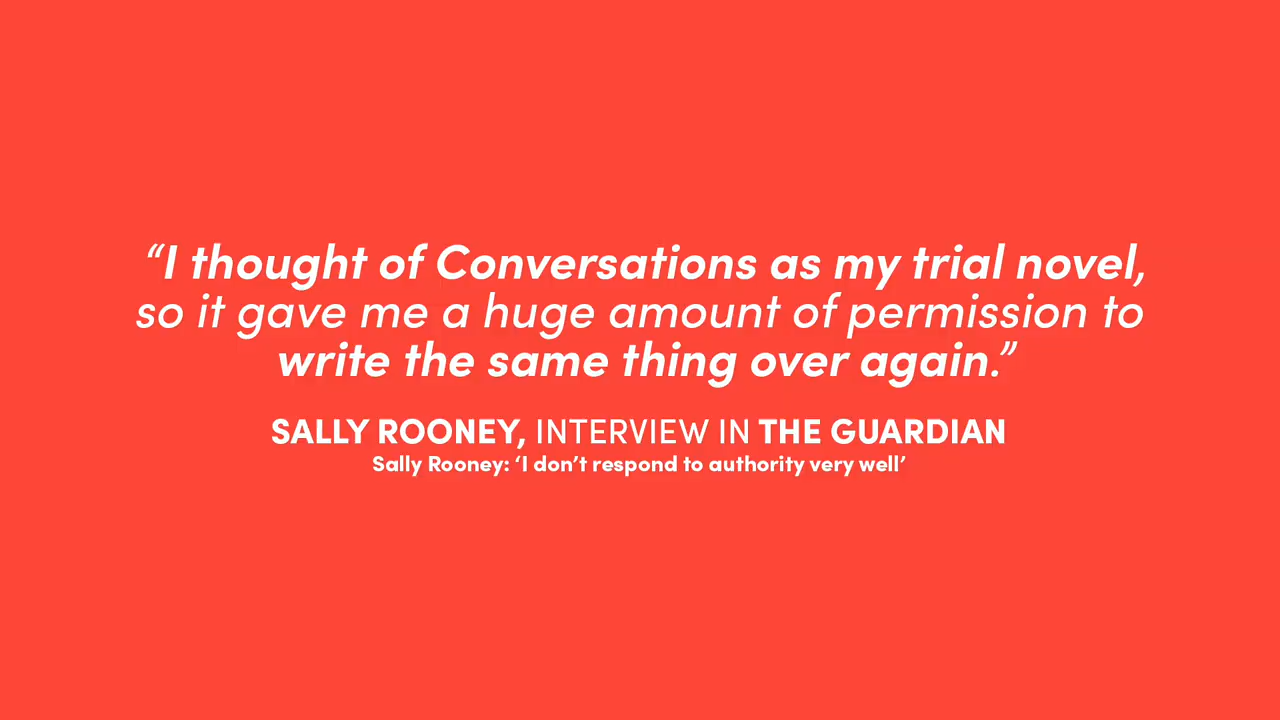 “I thought of Conversations as my trial novel,
so it gave me a huge amount of permission to
write the same thing over again.”
SALLY ROONEY, INTERVIEW IN THE GUARDIAN
Sally Rooney: ‘I don’t respond to authority very well’